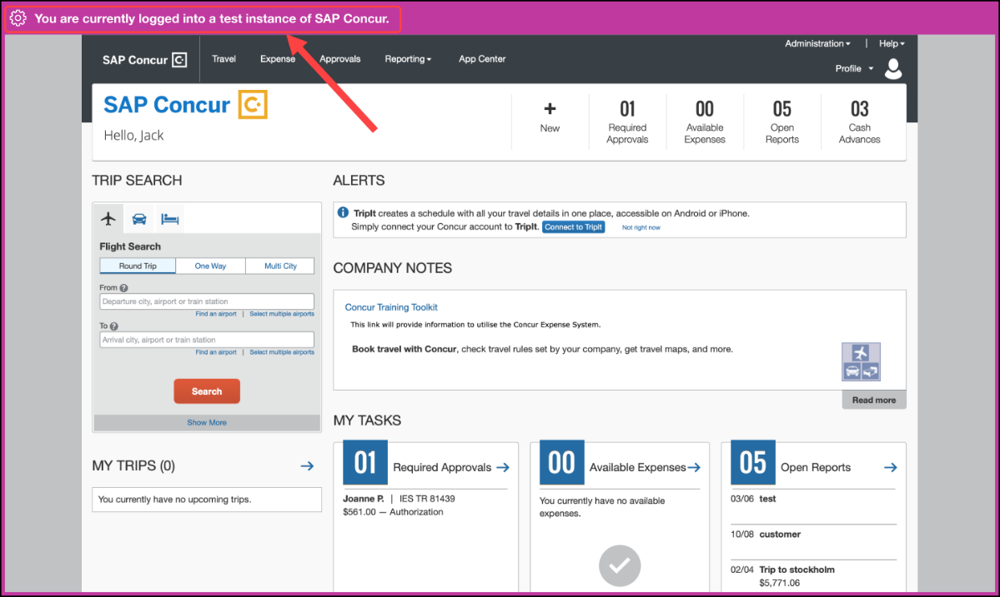 You are currently logged into a test instance of SAP Concur.
Administration | Help
SAP Concur Travel Expense Approvals Reporting App Center
Profile
SAP Concur
Hello, Jack
+ 01 00 05 03
New Required Approvals Available Expenses Open Reports Cash Advances
TRIP SEARCH
Flight Search
Round Trip One Way Multi City
From
Departure city, airport or train station
Find an airport | Select multiple airports
To
Arrival city, airport or train station
Find an airport | Select multiple airports
Search
Show More
MY TRIPS (0)
You currently have no upcoming trips.
ALERTS
TripIt creates a schedule with all your travel details in one place, accessible on Android or iPhone.
Simply connect your Concur account to TripIt. Connect to TripIt Not right now
COMPANY NOTES
Concur Training Toolkit
This link will provide information to utilise the Concur Expense System.
Book travel with Concur, check travel rules set by your company, get travel maps, and more.
Read more
MY TASKS
01 Required Approvals
Joanne P. | IES TR 81439
$561.00 — Authorization
00 Available Expenses
You currently have no available
expenses.
05 Open Reports
03/06 test
10/08 customer
02/04 Trip to stockholm
$5,771.06